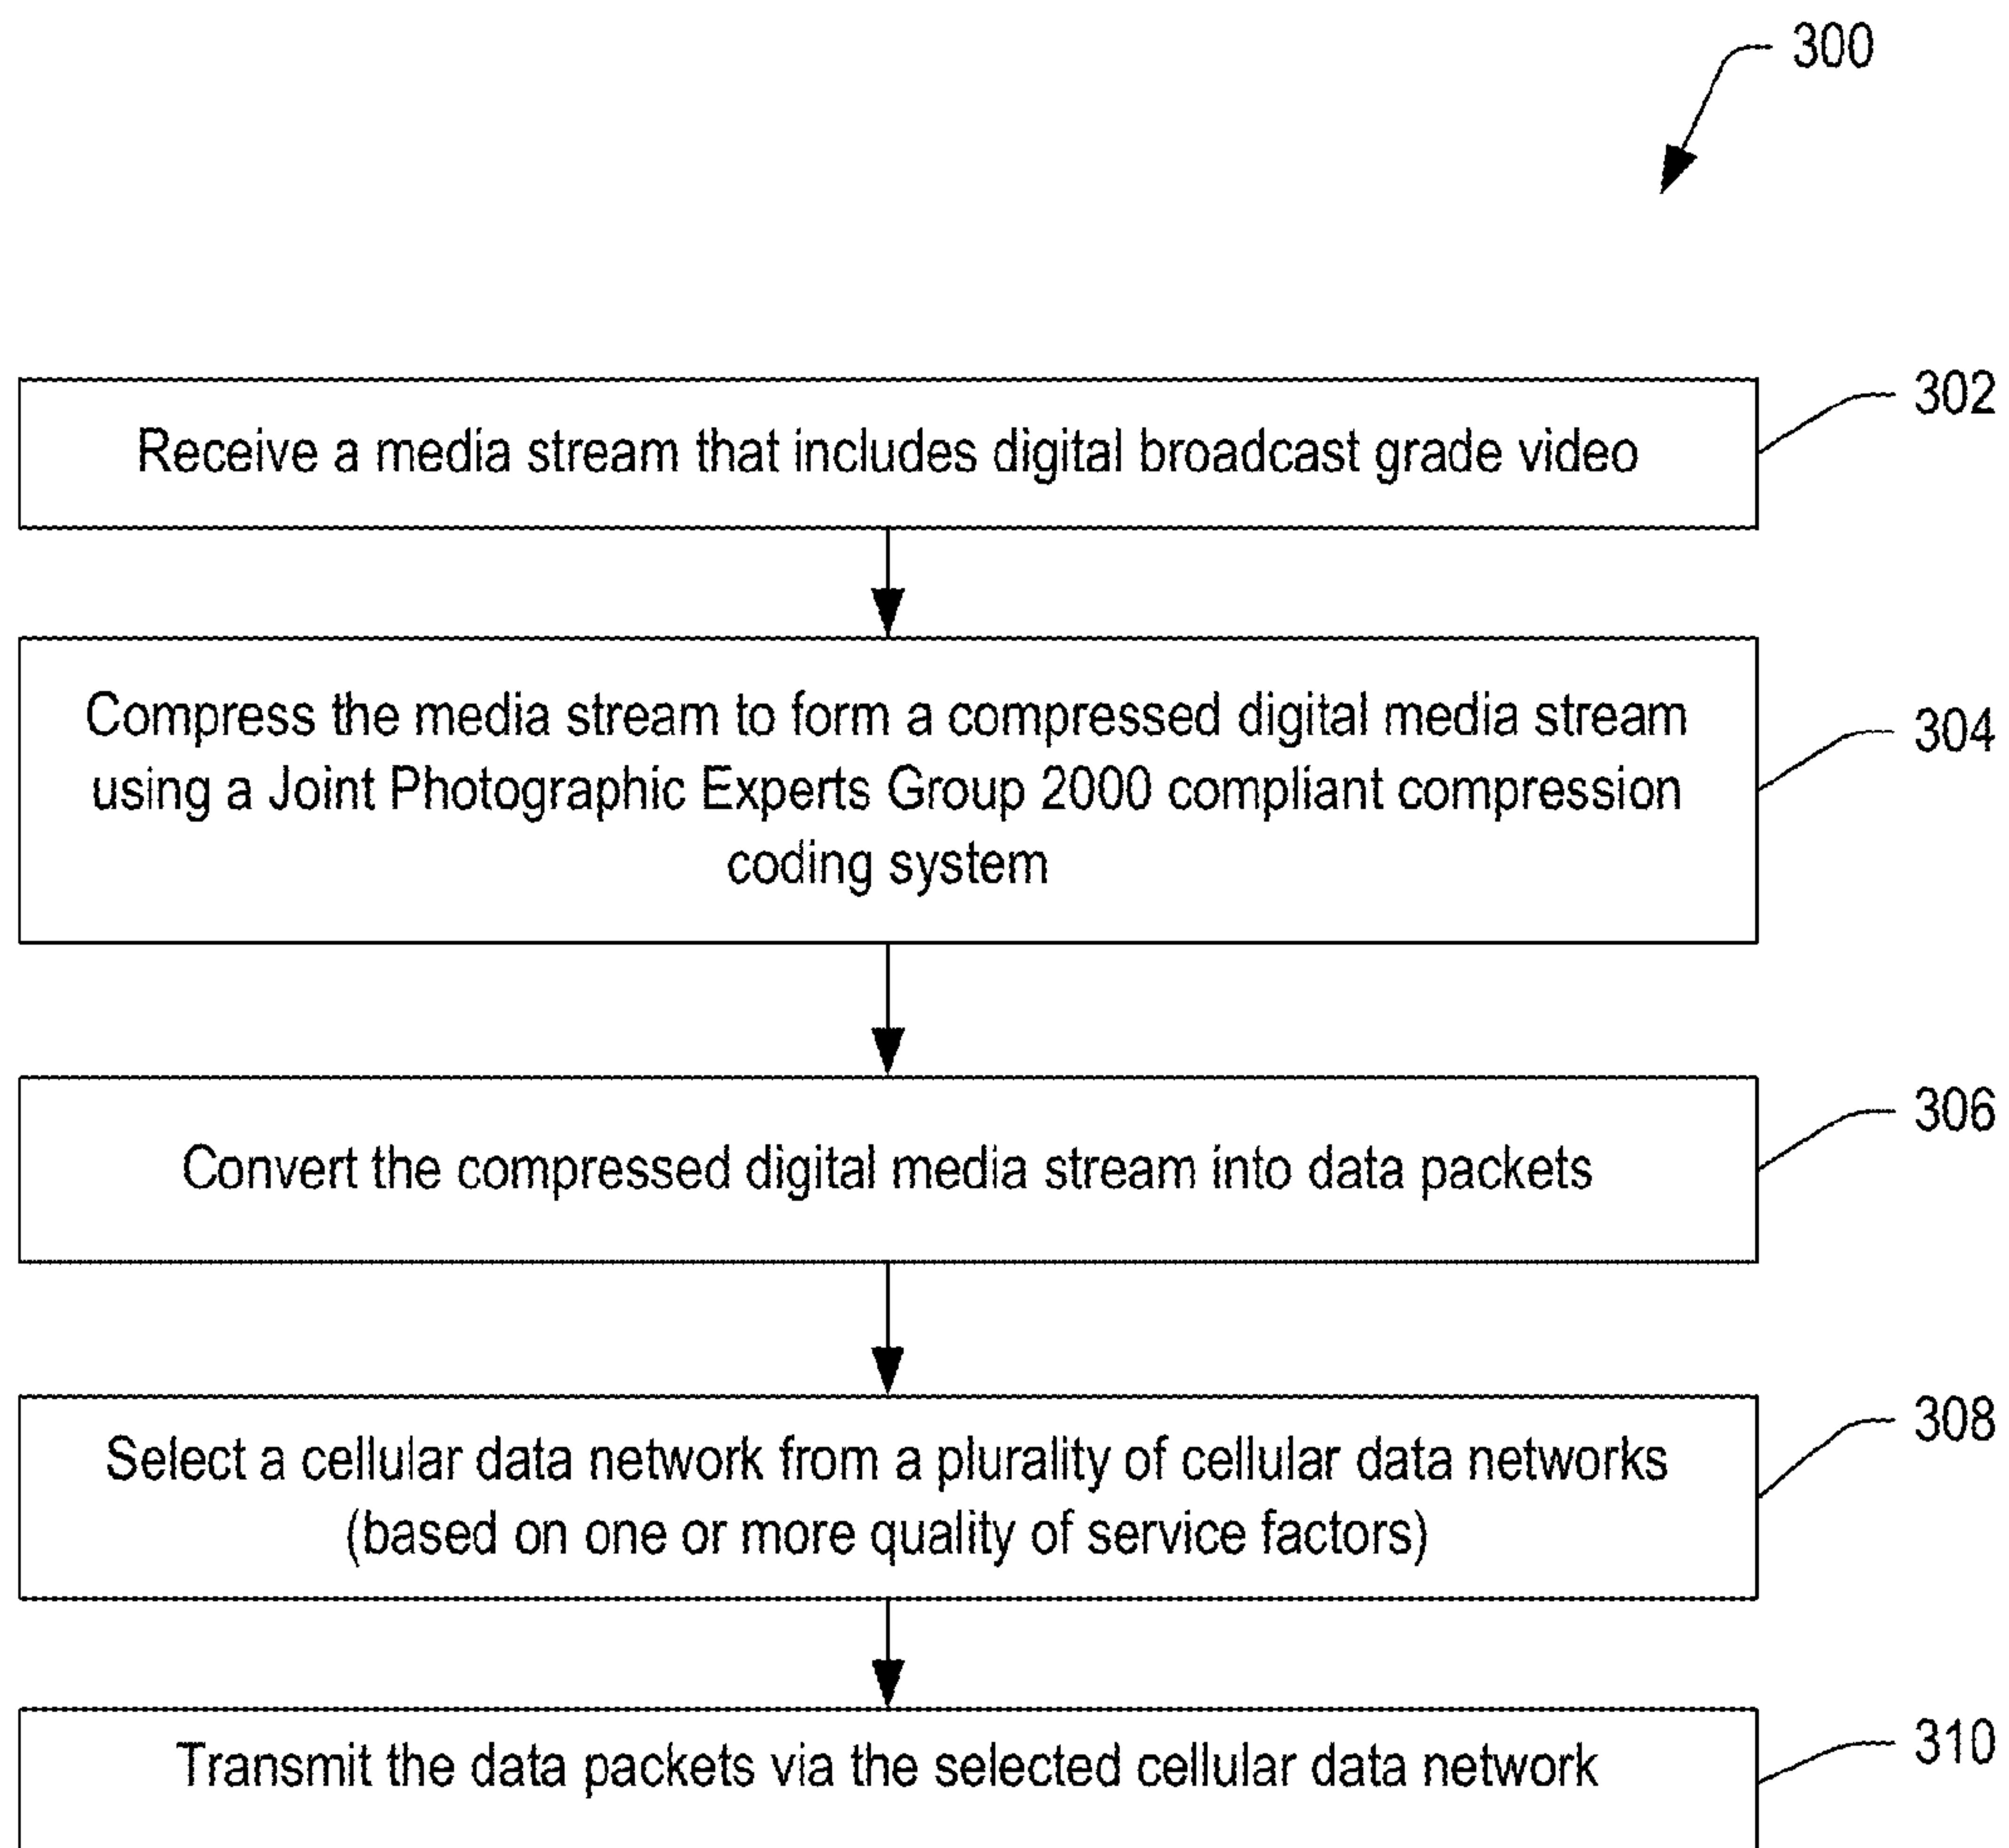 300
302
Receive a media stream that includes digital broadcast grade video
304
Compress the media stream to form a compressed digital media stream
using a Joint Photographic Experts Group 2000 compliant compression
coding system
306
Convert the compressed digital media stream into data packets
308
Select a cellular data network from a plurality of cellular data networks
(based on one or more quality of service factors)
310
Transmit the data packets via the selected cellular data network